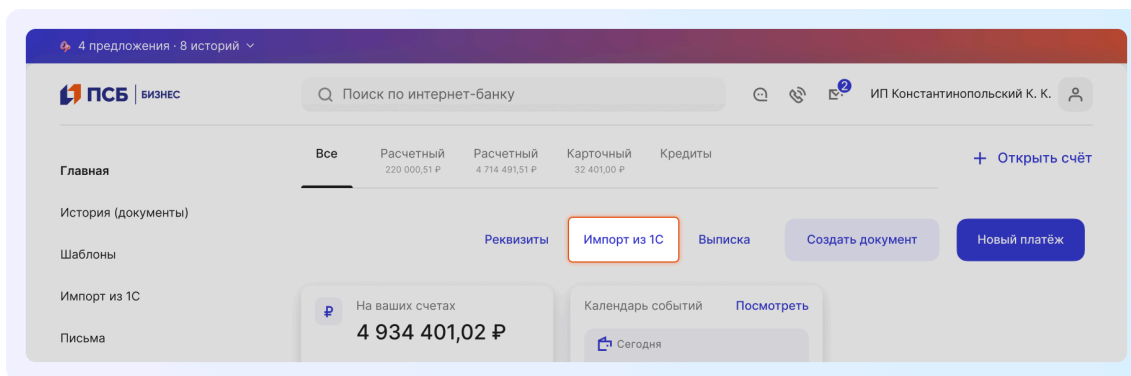 4 предложения · 8 историй
ПСБ БИЗНЕС
Поиск по интернет-банку
2
ИП Константинопольский К. К.
Главная
История (документы)
Шаблоны
Импорт из 1С
Письма
Все
Расчетный
220 000,51 ₽
Расчетный
4 714 491,51 ₽
Карточный
32 401,00 ₽
Кредиты
+ Открыть счёт
Реквизиты
Импорт из 1С
Выписка
Создать документ
Новый платёж
₽
На ваших счетах
4 934 401,02 ₽
Календарь событий
Посмотреть
Сегодня